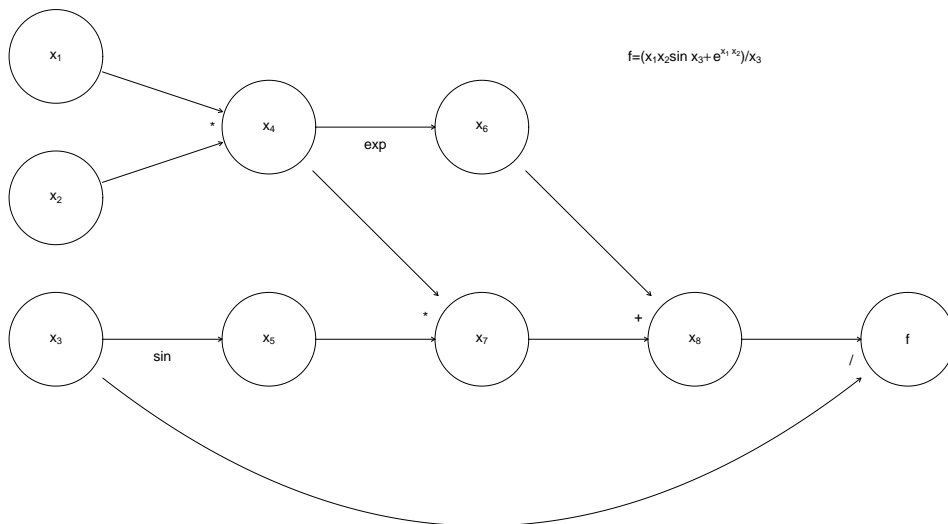 x₁
f=(x₁x₂sin x₃+e^{x₁ x₂})/x₃
* x₄
x₆
exp
x₂
x₃
sin
x₅
* x₇
+ x₈
/ f